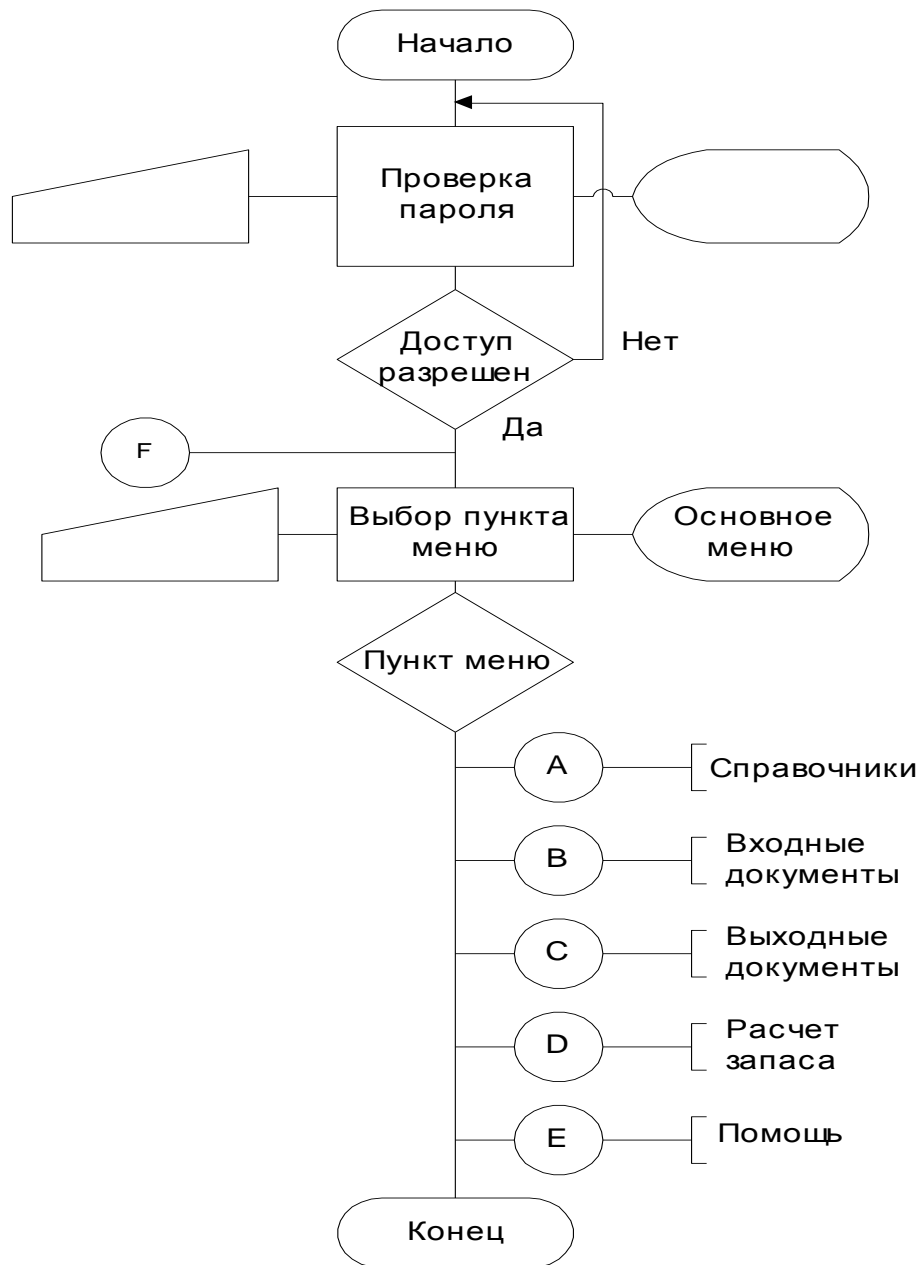 Начало
Проверка
пароля
Доступ
разрешен
Нет
Да
F
Выбор пункта
меню
Основное
меню
Пункт меню
A
Справочники
B
Входные
документы
C
Выходные
документы
D
Расчет
запаса
E
Помощь
Конец